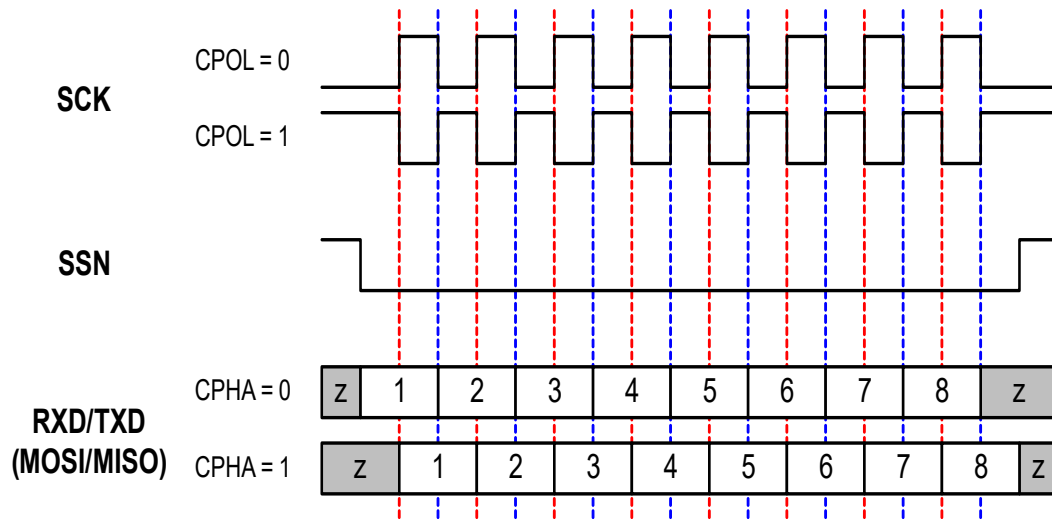 CPOL = 0
SCK
CPOL = 1
SSN
CPHA = 0
z 1 2 3 4 5 6 7 8 z
RXD/TXD
(MOSI/MISO)
CPHA = 1
z 1 2 3 4 5 6 7 8 z